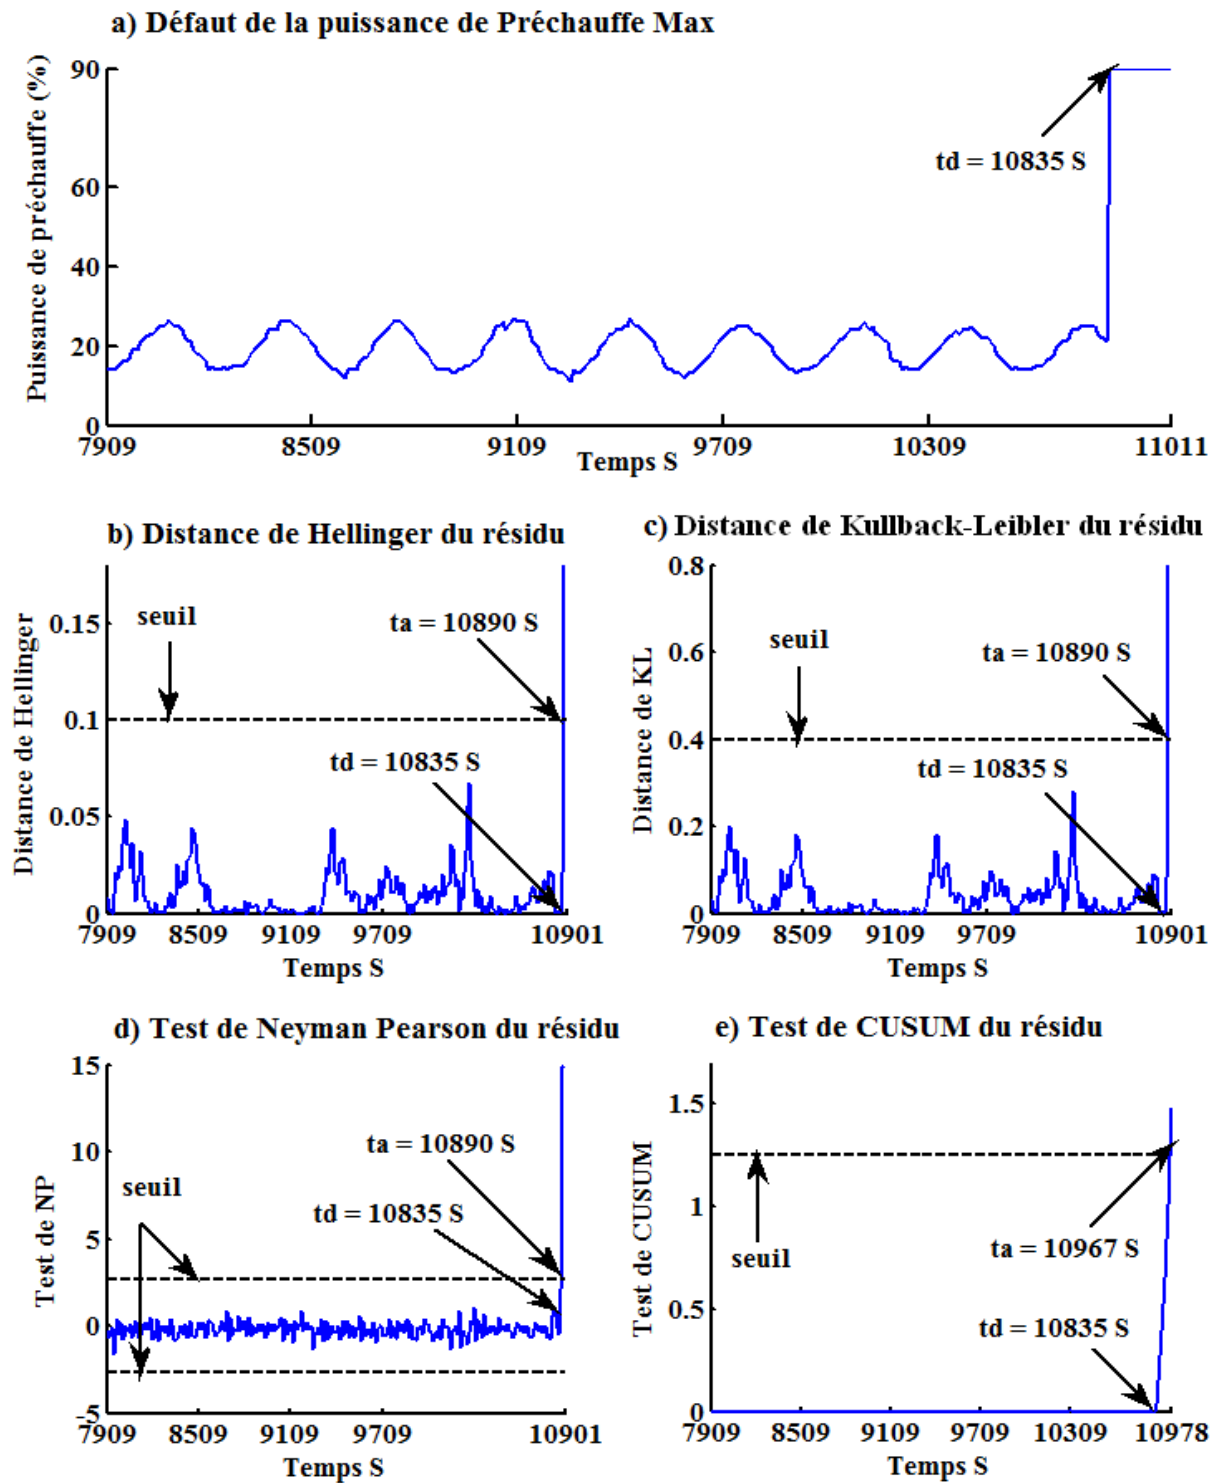 a) Défaut de la puissance de Préchauffe Max
Puissance de préchauffe (%)
90
60
40
20
0
td = 10835 S
7909 8509 9109 9709 10309 11011
Temps S
b) Distance de Hellinger du résidu
Distance de Hellinger
0.15
0.1
0.05
0
seuil
ta = 10890 S
td = 10835 S
7909 8509 9109 9709 10901
Temps S
c) Distance de Kullback-Leibler du résidu
Distance de KL
0.8
0.6
0.4
0.2
0
seuil
ta = 10890 S
td = 10835 S
7909 8509 9109 9709 10901
Temps S
d) Test de Neyman Pearson du résidu
Test de NP
15
10
5
0
-5
seuil
ta = 10890 S
td = 10835 S
7909 8509 9109 9709 10901
Temps S
e) Test de CUSUM du résidu
Test de CUSUM
1.5
1
0.5
0
seuil
ta = 10967 S
td = 10835 S
7909 8509 9109 9709 10309 10978
Temps S